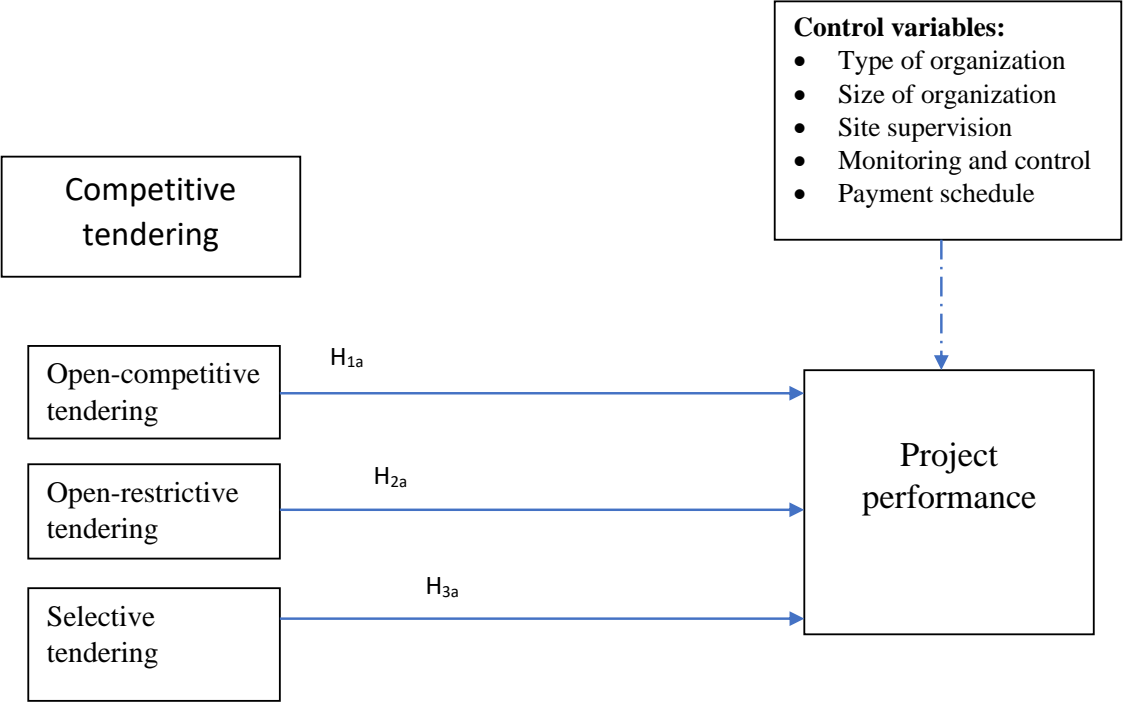 Control variables:
• Type of organization
• Size of organization
• Site supervision
• Monitoring and control
• Payment schedule
Competitive
tendering
H1a
Open-competitive
tendering
H2a
Open-restrictive
tendering
H3a
Selective
tendering
Project
performance